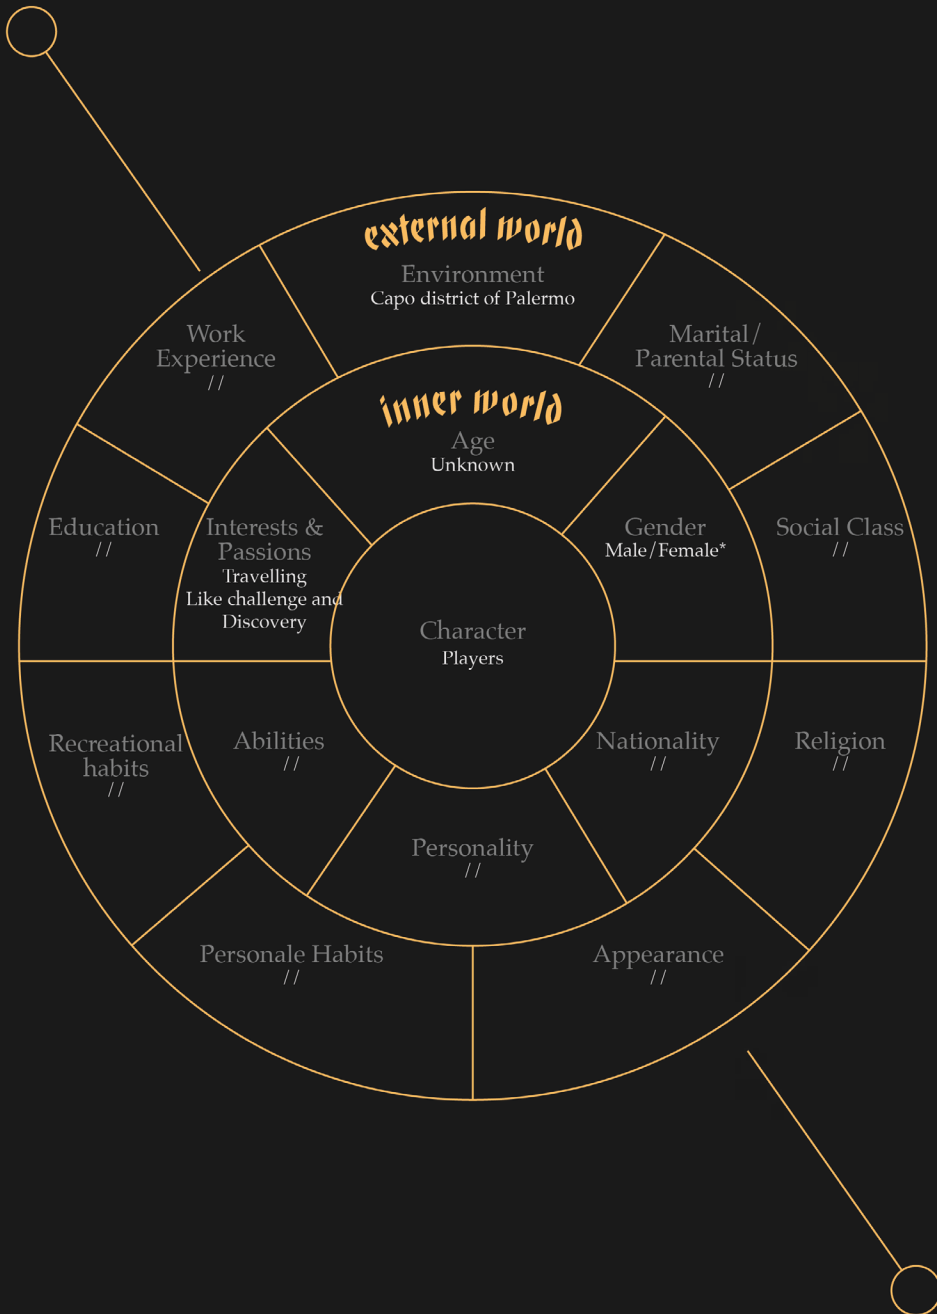 external world
Environment
Capo district of Palermo
Work
Experience
//
Marital/
Parental Status
//
inner world
Age
Unknown
Education
//
Interests &
Passions
Travelling
Like challenge and
Discovery
Gender
Male/Female*
Social Class
//
Character
Players
Recreational
habits
//
Abilities
//
Nationality
//
Religion
//
Personality
//
Personale Habits
//
Appearance
//